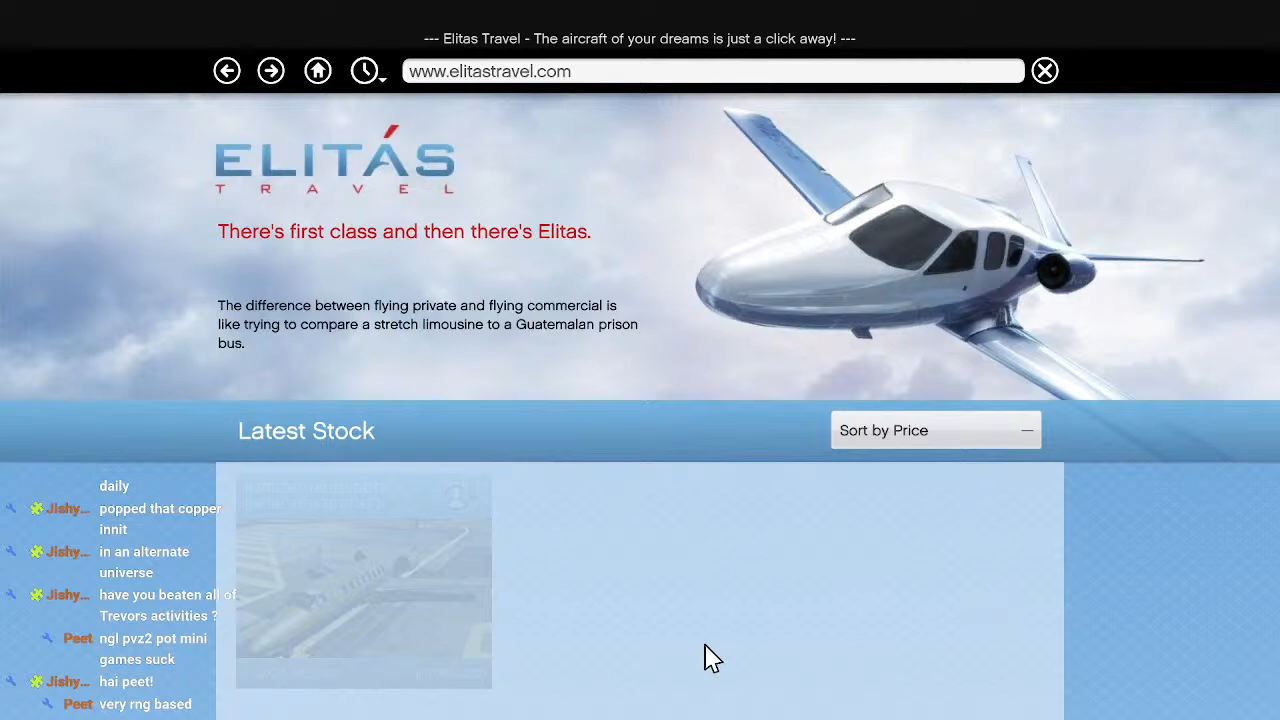 --- Elitas Travel - The aircraft of your dreams is just a click away! ---
www.elitastravel.com
ELITÁS
TRAVEL
There's first class and then there's Elitas.
The difference between flying private and flying commercial is
like trying to compare a stretch limousine to a Guatemalan prison
bus.
Latest Stock
Sort by Price
daily
Jishy... popped that copper
innit
Jishy... in an alternate
universe
Jishy... have you beaten all of
Trevors activities ?
Peet ngl pvz2 pot mini
games suck
Jishy... hai peet!
Peet very rng based